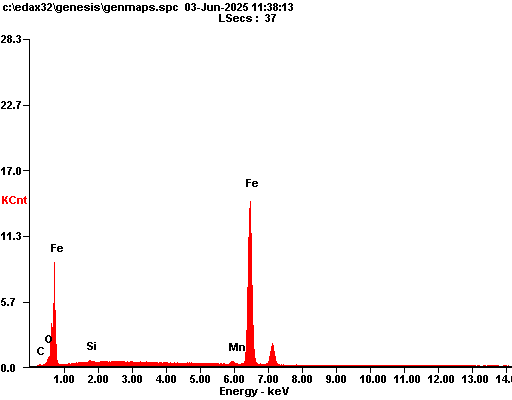 c:\edax32\genesis\genmaps.spc 03-Jun-2025 11:38:13
LSecs : 37
28.3
22.7
17.0
KCnt
11.3
5.7
0.0
Fe
Fe
O
C
Si
Mn
1.00 2.00 3.00 4.00 5.00 6.00 7.00 8.00 9.00 10.00 11.00 12.00 13.00 14.0
Energy - keV